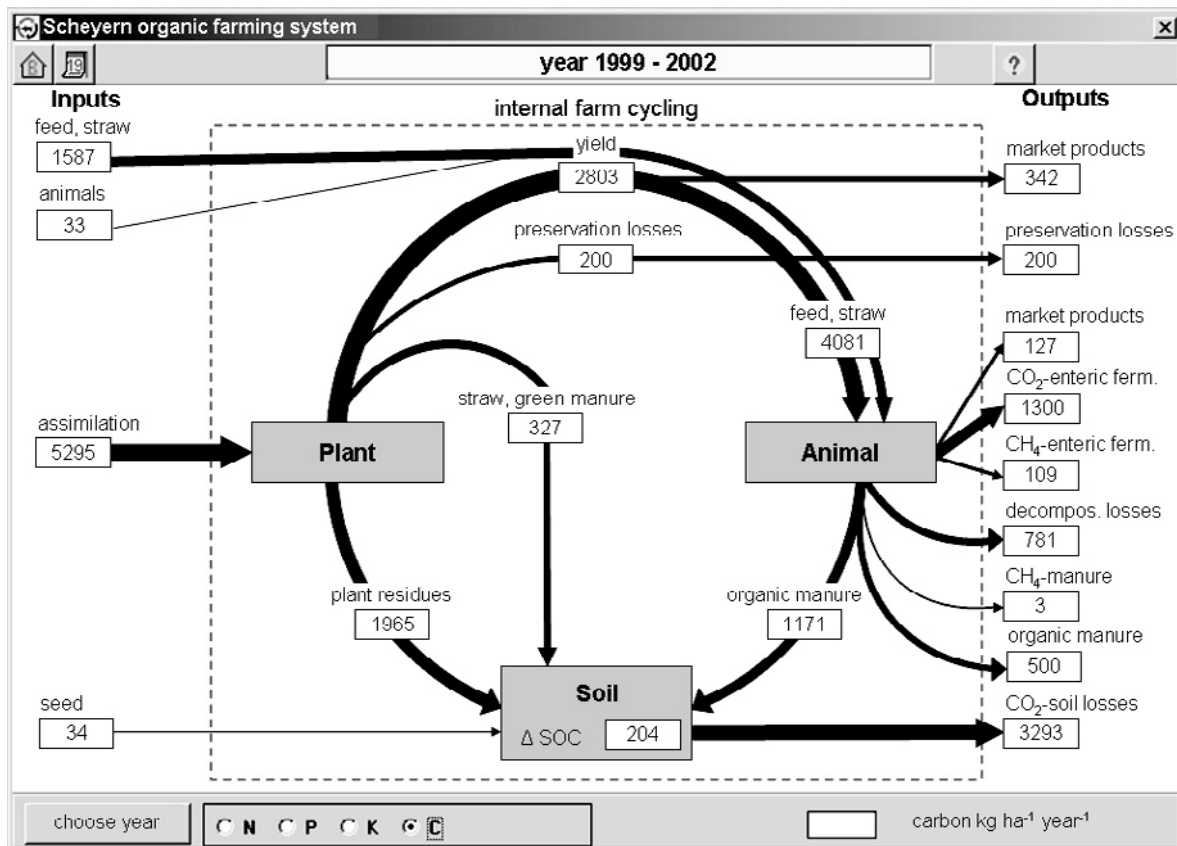 Scheyern organic farming system
year 1999 - 2002
?
Inputs
Outputs
internal farm cycling
feed, straw
1587
animals
33
yield
2803
market products
342
preservation losses
200
preservation losses
200
feed, straw
4081
market products
127
CO₂-enteric ferm.
1300
CH₄-enteric ferm.
109
assimilation
5295
Plant
straw, green manure
327
Animal
decompos. losses
781
CH₄-manure
3
plant residues
1965
organic manure
1171
organic manure
500
seed
34
Soil
Δ SOC 204
CO₂-soil losses
3293
choose year
N P K C
carbon kg ha⁻¹ year⁻¹